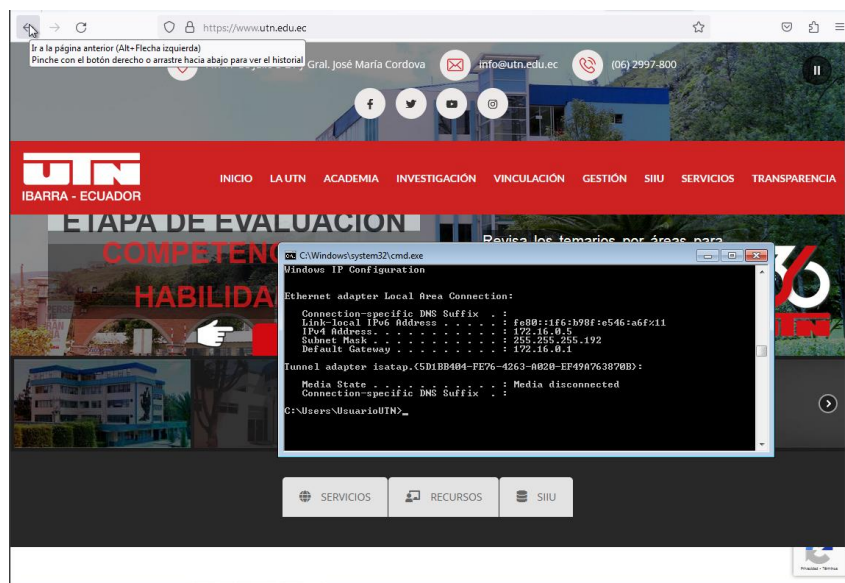 https://www.utn.edu.ec
Ir a la página anterior (Alt+Flecha izquierda)
Pinche con el botón derecho o arrastre hacia abajo para ver el historial
Gral. José María Cordova
info@utn.edu.ec
(06) 2997-800
UTN
IBARRA - ECUADOR
INICIO LA UTN ACADEMIA INVESTIGACIÓN VINCULACIÓN GESTIÓN SIIU SERVICIOS TRANSPARENCIA
ETAPA DE EVALUACIÓN
Revisa los temarios por áreas para
COMPETEN
HABILIDA
C:\Windows\system32\cmd.exe
Windows IP Configuration
Ethernet adapter Local Area Connection:
Connection-specific DNS Suffix . :
Link-local IPv6 Address . . . . . : fe80::1f6:b98f:e546:a6f%11
IPv4 Address. . . . . . . . . . . : 172.16.0.5
Subnet Mask . . . . . . . . . . . : 255.255.255.192
Default Gateway . . . . . . . . . : 172.16.0.1
Tunnel adapter isatap.{5D1BB404-FE76-4263-A020-EF49A763870B}:
Media State . . . . . . . . . . . : Media disconnected
Connection-specific DNS Suffix . :
C:\Users\UsuarioUTN>_
SERVICIOS
RECURSOS
SIIU
Privacidad - Términos